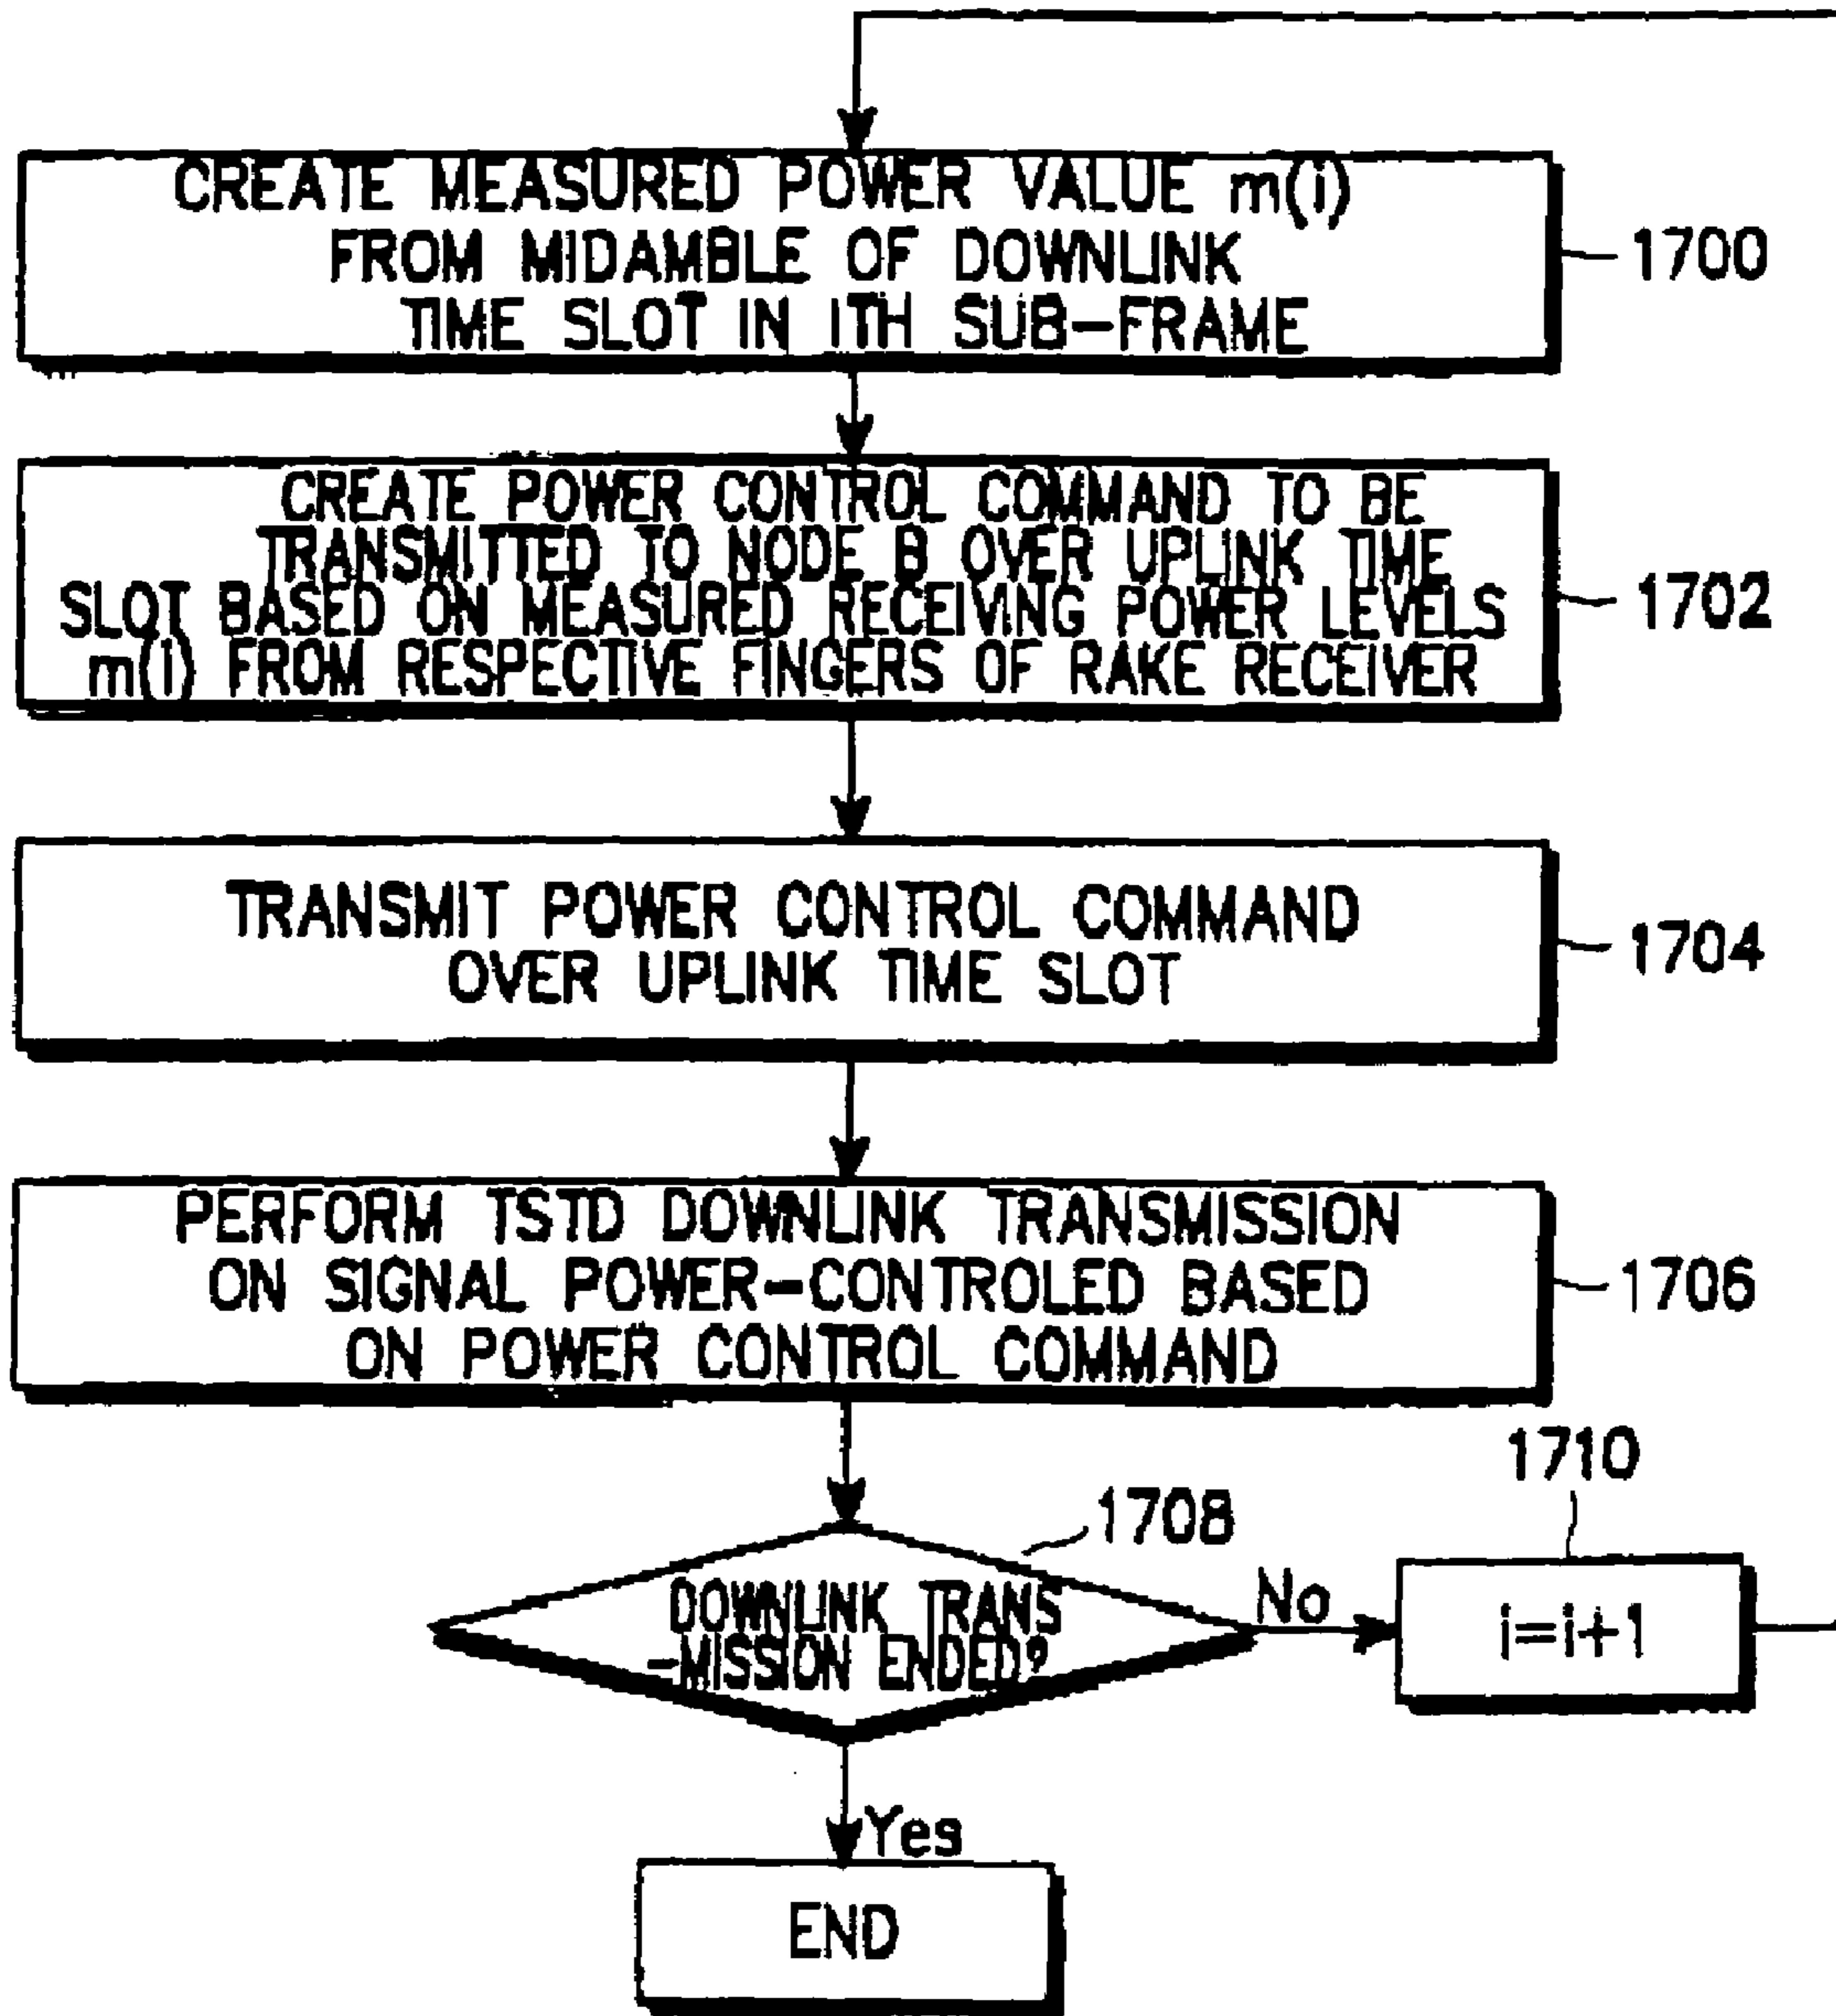 CREATE MEASURED POWER VALUE m(i)
FROM MIDAMBLE OF DOWNLINK
TIME SLOT IN ITH SUB-FRAME
1700
CREATE POWER CONTROL COMMAND TO BE
TRANSMITTED TO NODE B OVER UPLINK TIME
SLOT BASED ON MEASURED RECEIVING POWER LEVELS
m(i) FROM RESPECTIVE FINGERS OF RAKE RECEIVER
1702
TRANSMIT POWER CONTROL COMMAND
OVER UPLINK TIME SLOT
1704
PERFORM TSTD DOWNLINK TRANSMISSION
ON SIGNAL POWER-CONTROLED BASED
ON POWER CONTROL COMMAND
1706
1710
1708
DOWNLINK TRANS
-MISSION ENDED?
No
i=i+1
Yes
END